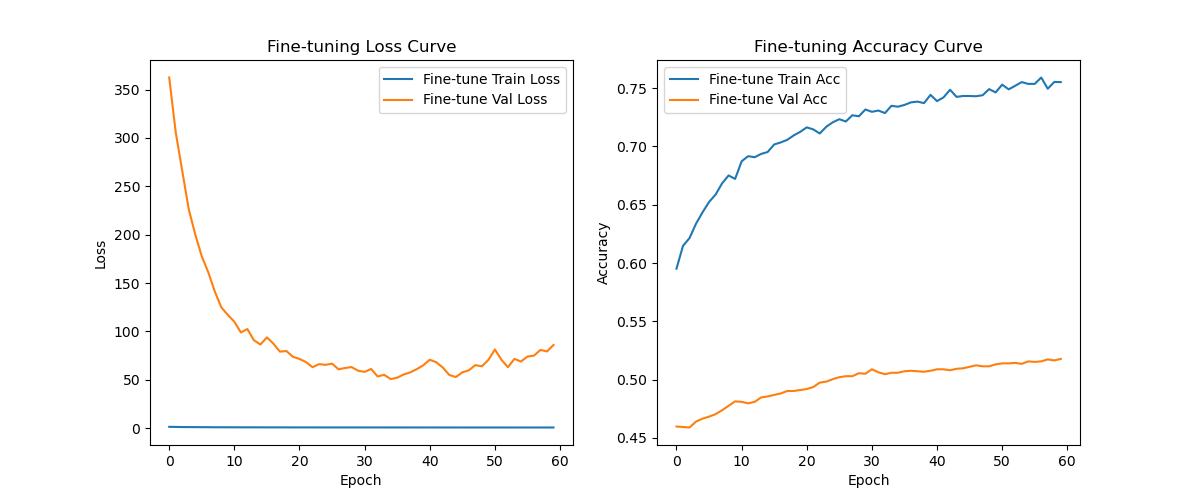 Fine-tuning Loss Curve
Fine-tune Train Loss
Fine-tune Val Loss
350
300
250
200
150
100
50
0
Loss
0 10 20 30 40 50 60
Epoch
Fine-tuning Accuracy Curve
Fine-tune Train Acc
Fine-tune Val Acc
0.75
0.70
0.65
0.60
0.55
0.50
0.45
Accuracy
0 10 20 30 40 50 60
Epoch